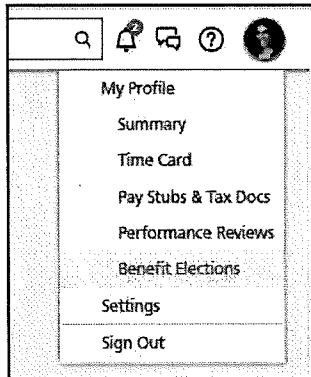 My Profile
Summary
Time Card
Pay Stubs & Tax Docs
Performance Reviews
Benefit Elections
Settings
Sign Out